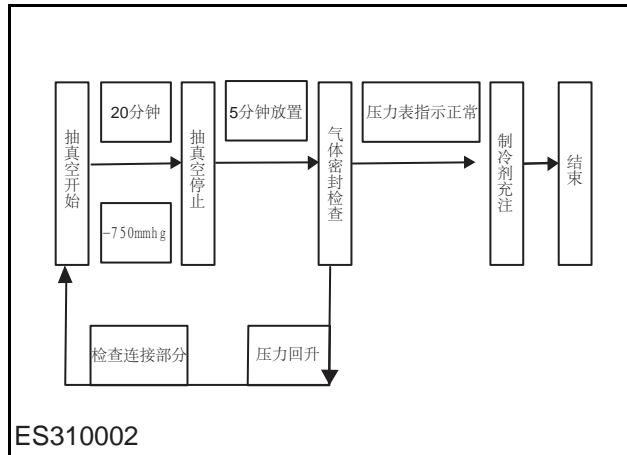 抽真空开始
20分钟
-750mmhg
抽真空停止
5分钟放置
气体密封检查
压力表指示正常
制冷剂充注
结束
检查连接部分
压力回升
ES310002